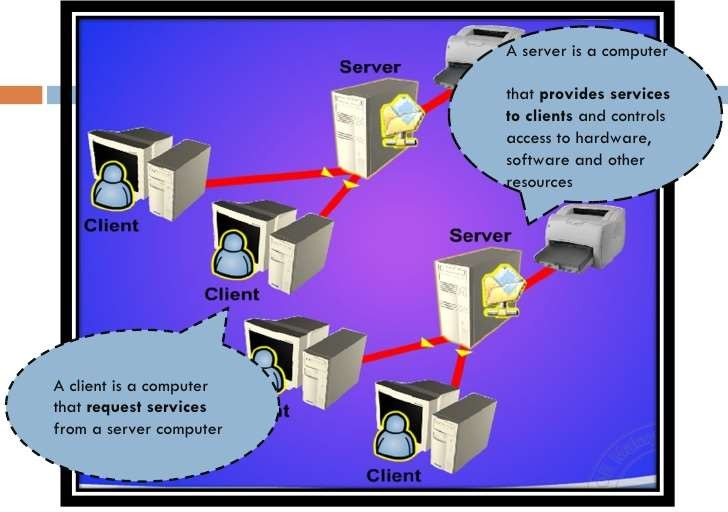 Server
A server is a computer
that provides services
to clients and controls
access to hardware,
software and other
resources
Client
Server
Client
A client is a computer
that request services
from a server computer
Client